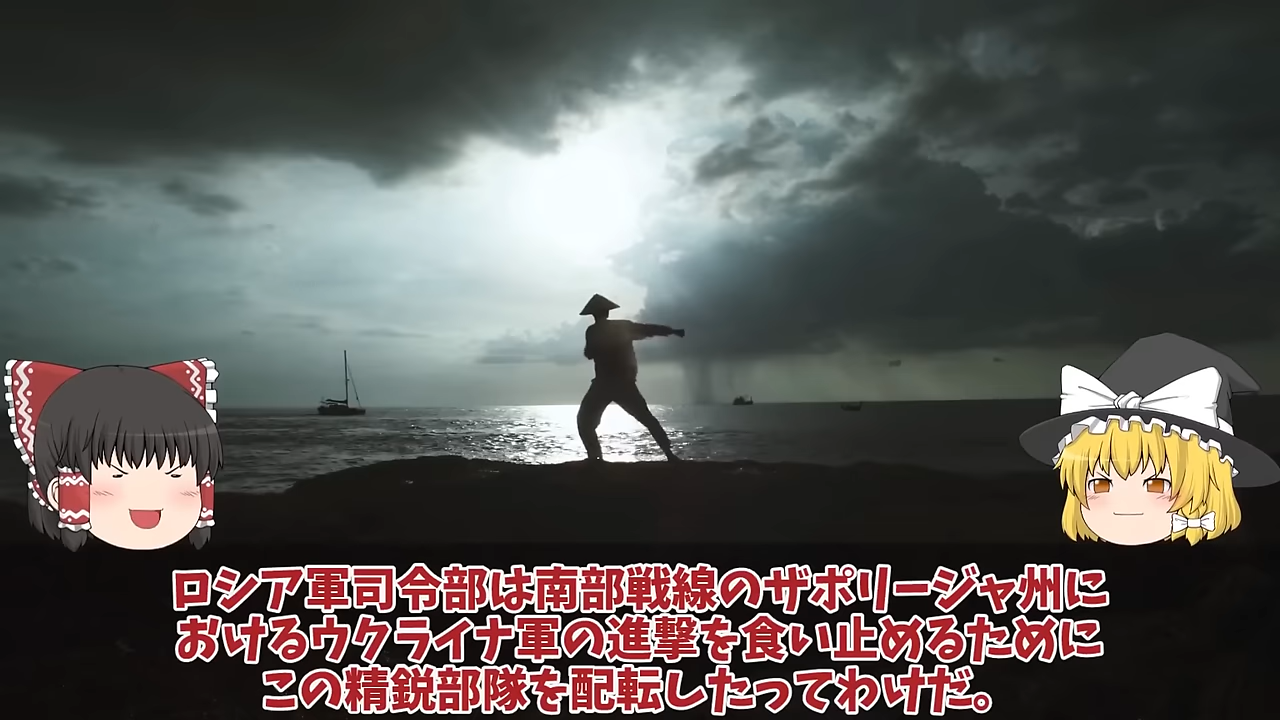 ロシア軍司令部は南部戦線のザポリージャ州に
おけるウクライナ軍の進撃を食い止めるために
この精鋭部隊を配転したってわけだ。